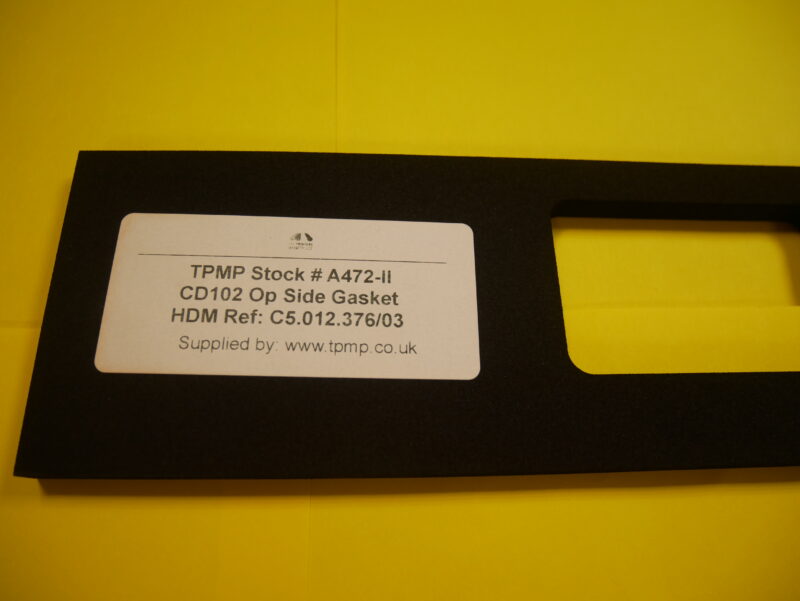 TPMP Stock # A472-II
CD102 Op Side Gasket
HDM Ref: C5.012.376/03
Supplied by: www.tpmp.co.uk